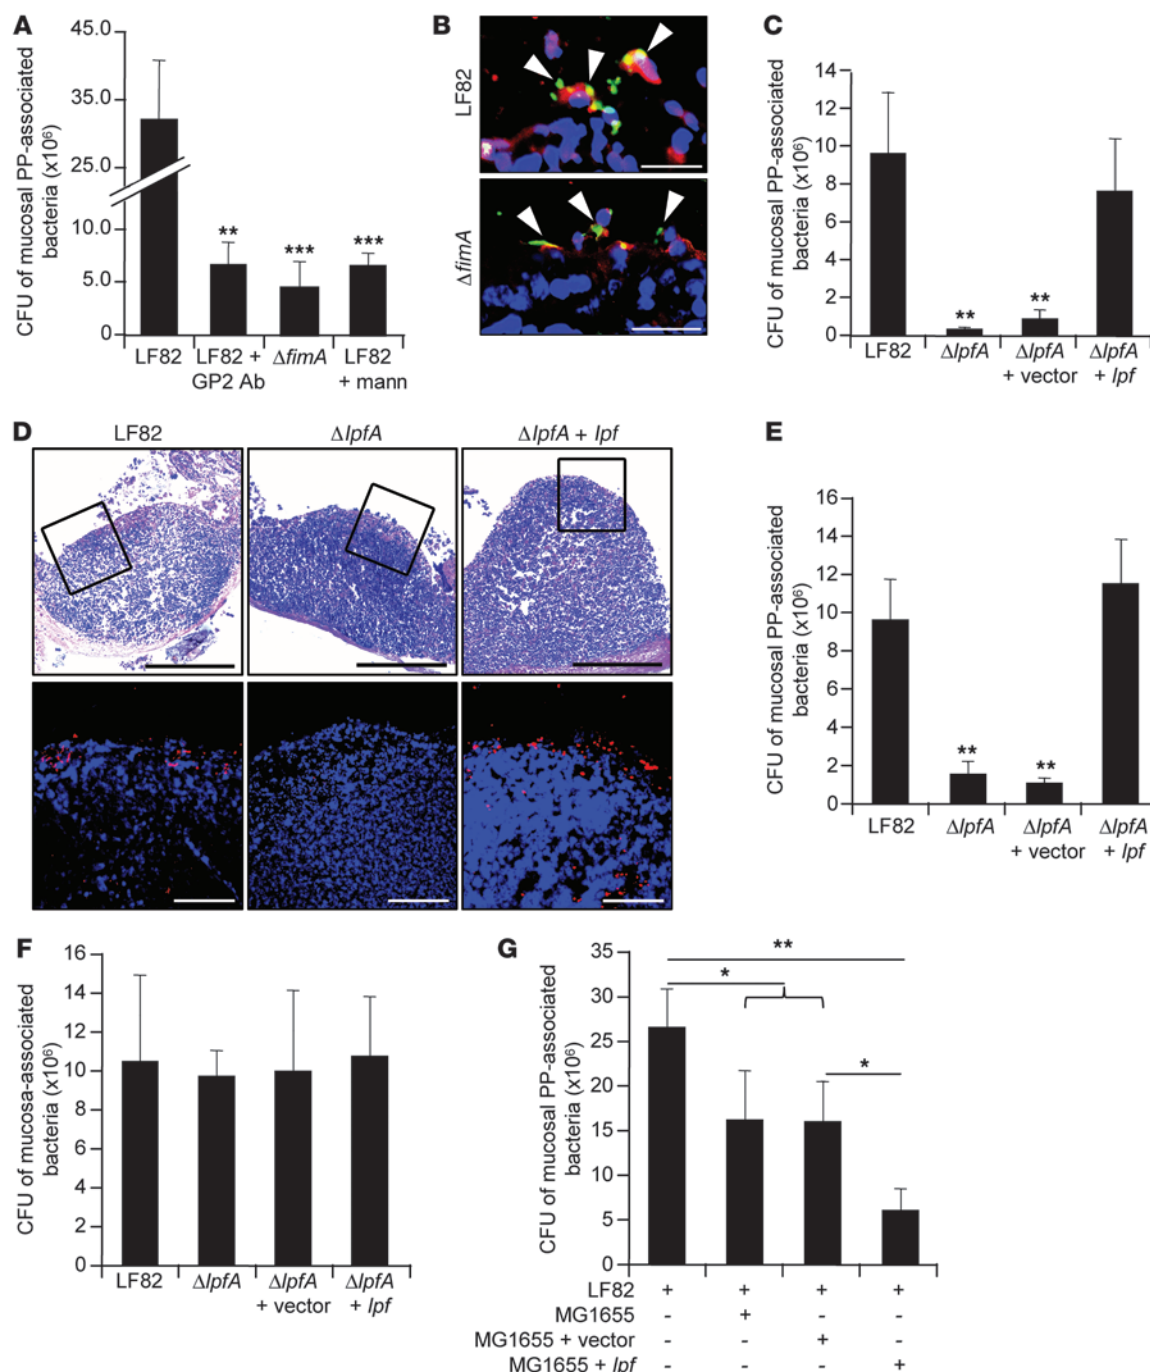 A
CFU of mucosal PP-associated
bacteria (x10⁶)
45.0
35.0
25.0
10.0
5.0
0.0
**
***
***
LF82
LF82 +
GP2 Ab
ΔfimA
LF82
+ mann
B
LF82
ΔfimA
C
CFU of mucosal PP-associated
bacteria (x10⁶)
14
12
10
8
6
4
2
0
**
**
LF82
ΔlpfA
ΔlpfA
+ vector
ΔlpfA
+ lpf
D
LF82
ΔlpfA
ΔlpfA + lpf
E
CFU of mucosal PP-associated
bacteria (x10⁶)
16
14
12
10
8
6
4
2
0
**
**
LF82
ΔlpfA
ΔlpfA
+ vector
ΔlpfA
+ lpf
F
CFU of mucosa-associated
bacteria (x10⁶)
16
14
12
10
8
6
4
2
0
LF82
ΔlpfA
ΔlpfA
+ vector
ΔlpfA
+ lpf
G
CFU of mucosal PP-associated
bacteria (x10⁶)
35
30
25
20
15
10
5
0
**
*
*
LF82 + + + +
MG1655 - + - -
MG1655 + vector - - + -
MG1655 + lpf - - - +